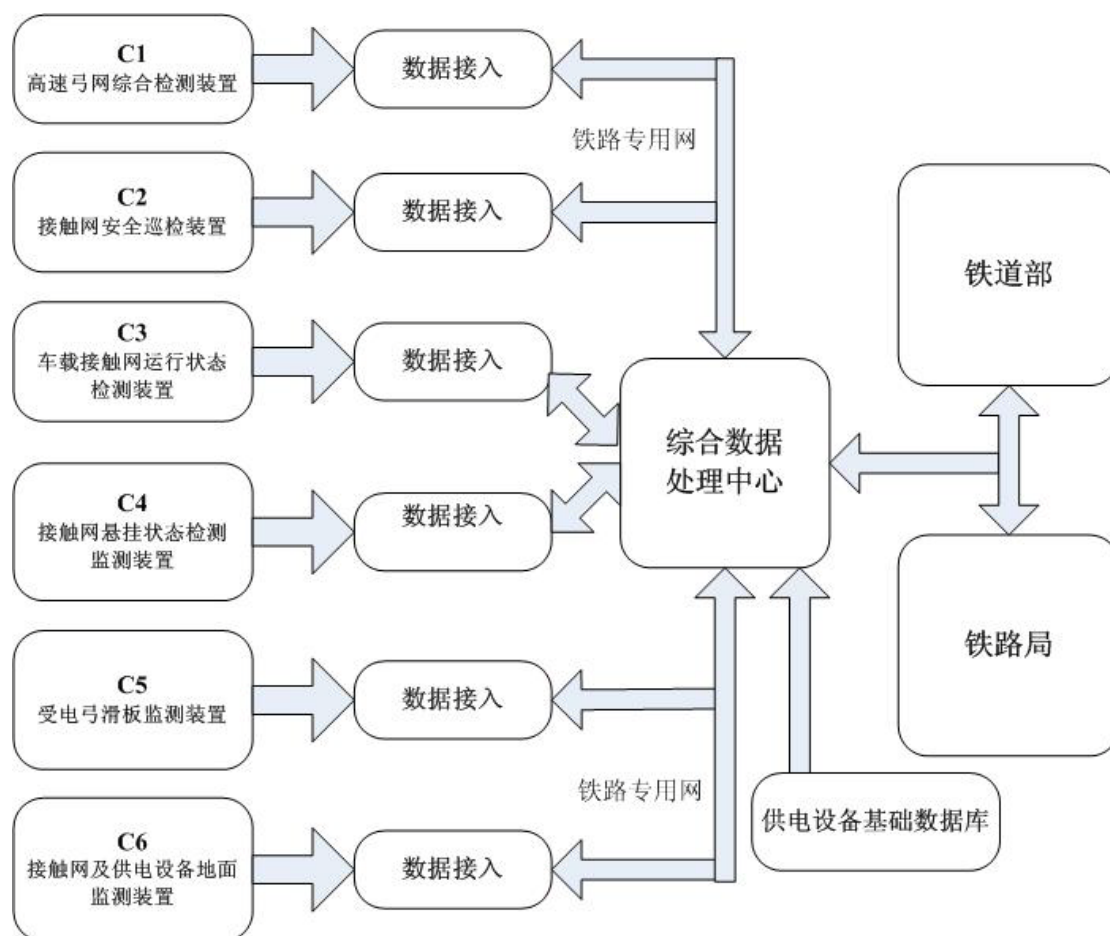 C1
高速弓网综合检测装置
数据接入
铁路专用网
C2
接触网安全巡检装置
数据接入
铁道部
C3
车载接触网运行状态
检测装置
数据接入
综合数据
处理中心
C4
接触网悬挂状态检测
监测装置
数据接入
铁路局
C5
受电弓滑板监测装置
数据接入
铁路专用网
供电设备基础数据库
C6
接触网及供电设备地面
监测装置
数据接入